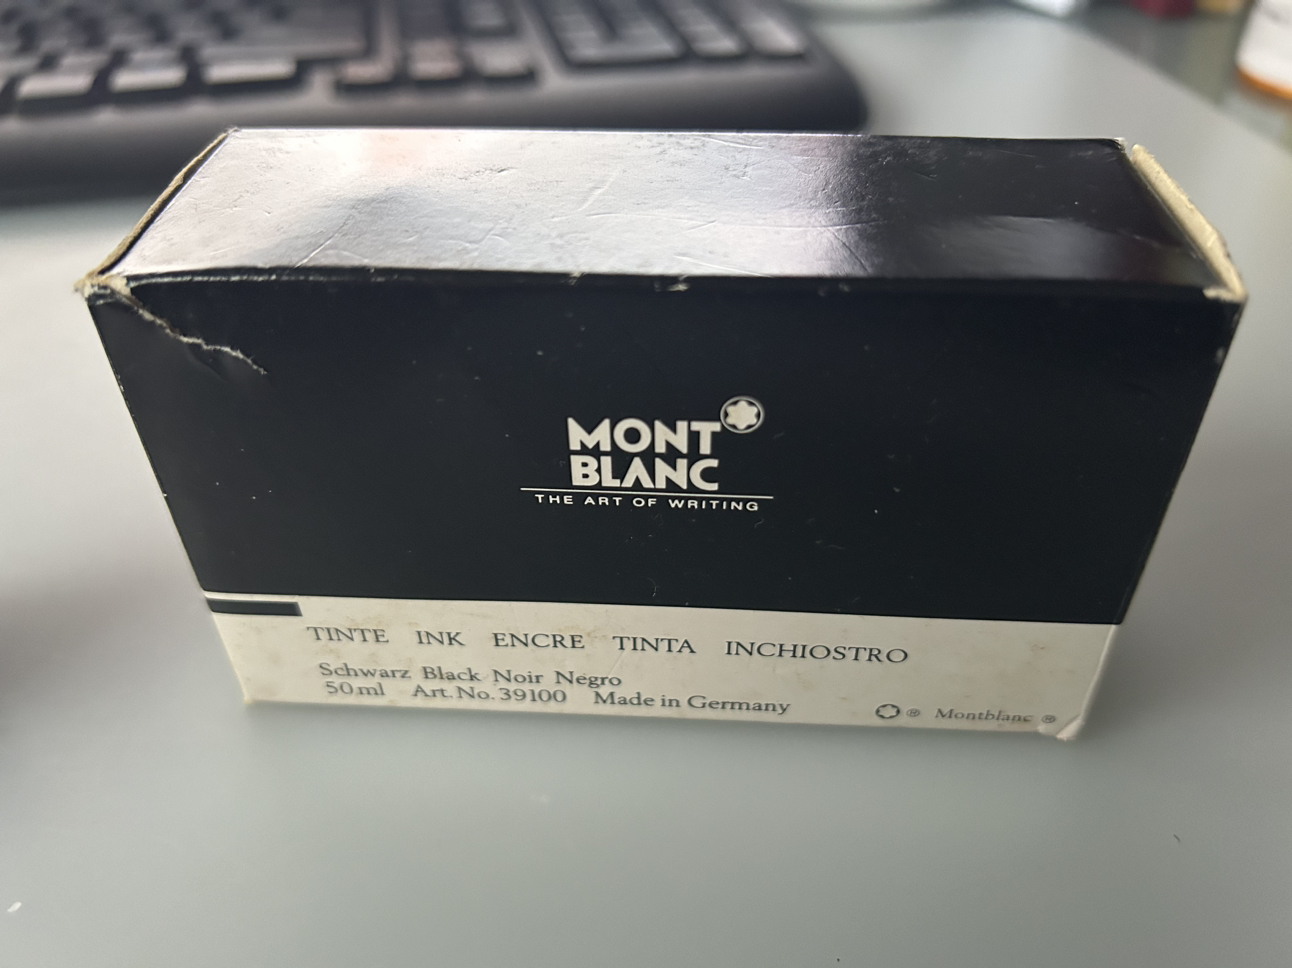 MONT
BLANC
THE ART OF WRITING
TINTE INK ENCRE TINTA INCHIOSTRO
Schwarz Black Noir Negro
50ml Art.No.39100 Made in Germany
® Montblanc ®